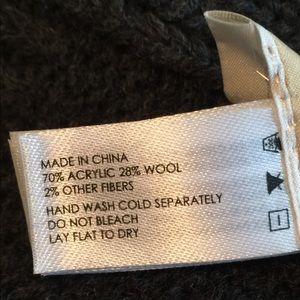 MADE IN CHINA
70% ACRYLIC 28% WOOL
2% OTHER FIBERS
HAND WASH COLD SEPARATELY
DO NOT BLEACH
LAY FLAT TO DRY